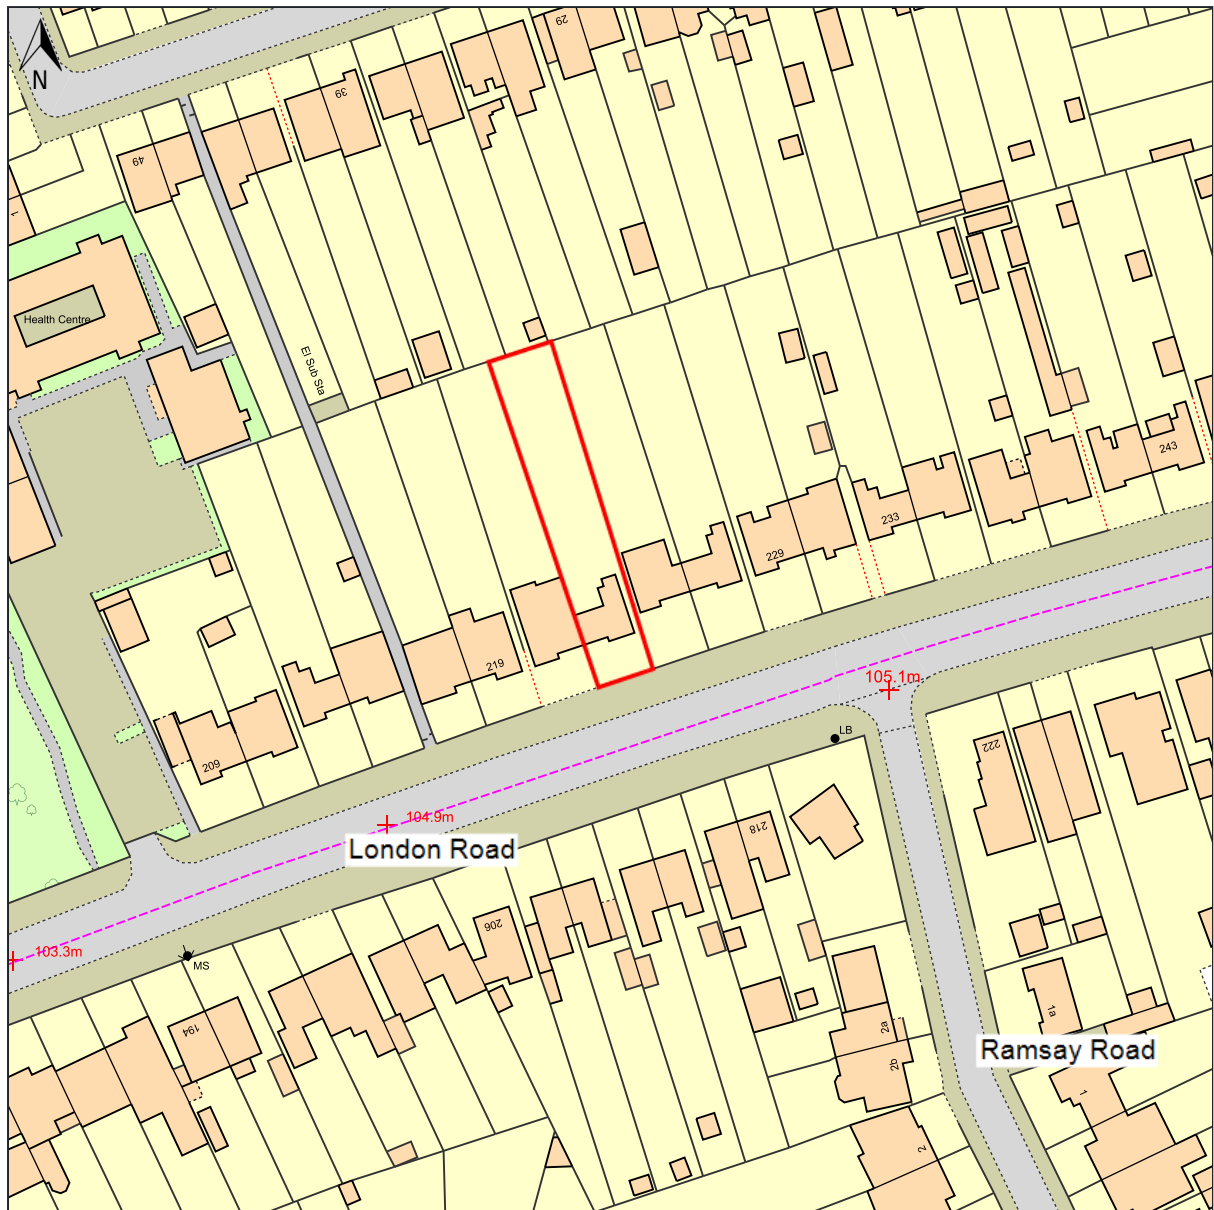 29
N
39
49
1
Health Centre
El Sub Sta
243
233
229
219
209
105.1m
LB
222
104.9m
London Road
218
206
103.3m
MS
194
1a
2a
Ramsay Road
2b
1
2